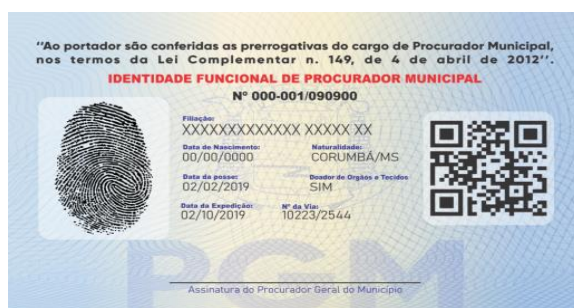 "Ao portador são conferidas as prerrogativas do cargo de Procurador Municipal,
nos termos da Lei Complementar n. 149, de 4 de abril de 2012".
IDENTIDADE FUNCIONAL DE PROCURADOR MUNICIPAL
Nº 000-001/090900
Filiação:
XXXXXXXXXXXXX XXXXX XX
Data de Nascimento: Naturalidade:
00/00/0000 CORUMBÁ/MS
Data da posse: Doador de Orgãos e Tecidos
02/02/2019 SIM
Data da Expedição: Nº da Via:
02/10/2019 10223/2544
PGM
Assinatura do Procurador Geral do Município